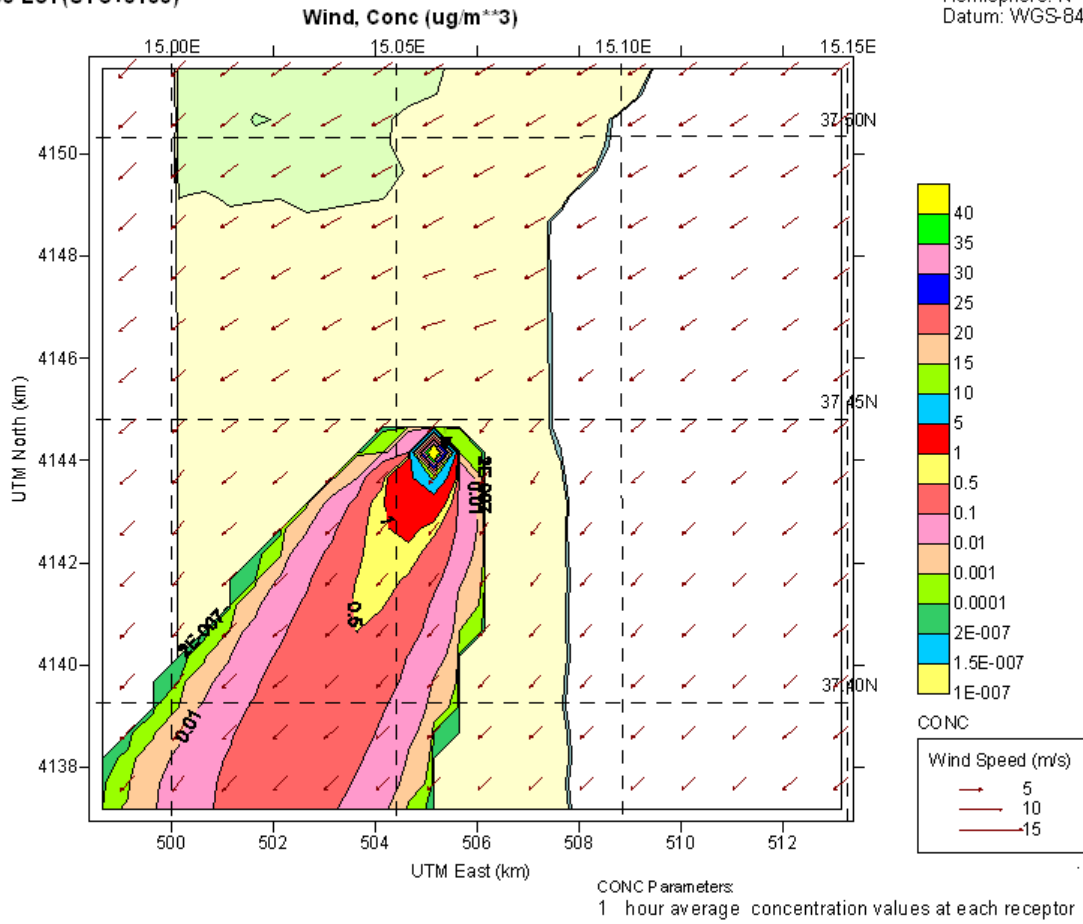 Wind, Conc (ug/m**3)
Datum: WGS-84
15.00E 15.05E 15.10E 15.15E
37.50N
4150
4148
4146
37.45N
4144
4142
4140
37.40N
4138
UTM North (km)
2E-007
0.01
1
0.5
2E-007
0.01
500 502 504 506 508 510 512
UTM East (km)
40
35
30
25
20
15
10
5
1
0.5
0.1
0.01
0.001
0.0001
2E-007
1.5E-007
1E-007
CONC
Wind Speed (m/s)
5
10
15
CONC Parameters:
1 hour average concentration values at each receptor